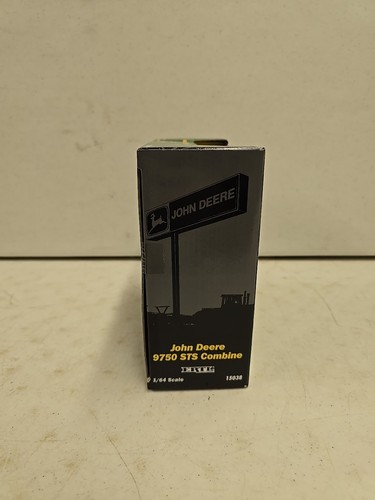 JOHN DEERE
John Deere
9750 STS Combine
ERTL
1/64 Scale 15038